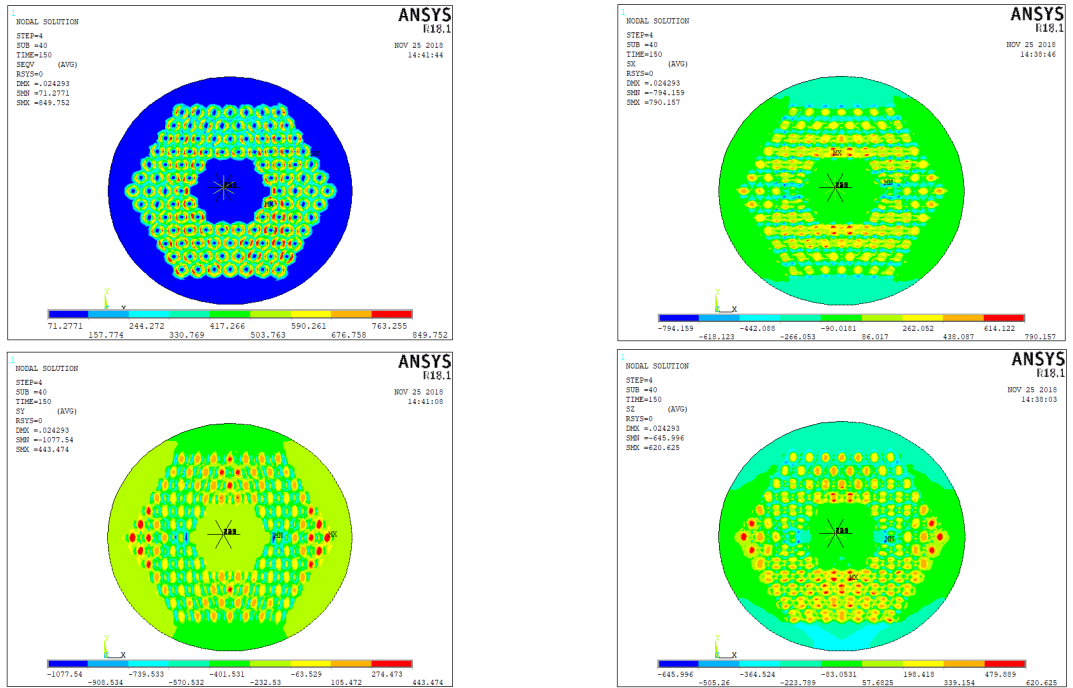 1
NODAL SOLUTION
STEP=4
SUB =40
TIME=150
SEQV (AVG)
RSYS=0
DMX =.024293
SMN =71.2771
SMX =849.752
ANSYS
R18.1
NOV 25 2018
14:41:44
Y
X
71.2771 244.272 417.266 590.261 763.255
157.774 330.769 503.763 676.758 849.752
1
NODAL SOLUTION
STEP=4
SUB =40
TIME=150
SX (AVG)
RSYS=0
DMX =.024293
SMN =-794.159
SMX =790.157
ANSYS
R18.1
NOV 25 2018
14:38:46
MX
MN
Y
X
-794.159 -442.088 -90.0181 262.052 614.122
-618.123 -266.053 86.017 438.087 790.157
1
NODAL SOLUTION
STEP=4
SUB =40
TIME=150
SY (AVG)
RSYS=0
DMX =.024293
SMN =-1077.54
SMX =443.474
ANSYS
R18.1
NOV 25 2018
14:41:08
MN
MX
Y
X
-1077.54 -739.533 -401.531 -63.529 274.473
-908.534 -570.532 -232.53 105.472 443.474
1
NODAL SOLUTION
STEP=4
SUB =40
TIME=150
SZ (AVG)
RSYS=0
DMX =.024293
SMN =-645.996
SMX =620.625
ANSYS
R18.1
NOV 25 2018
14:38:03
MN
MX
Y
X
-645.996 -364.524 -83.0531 198.418 479.889
-505.26 -223.789 57.6825 339.154 620.625